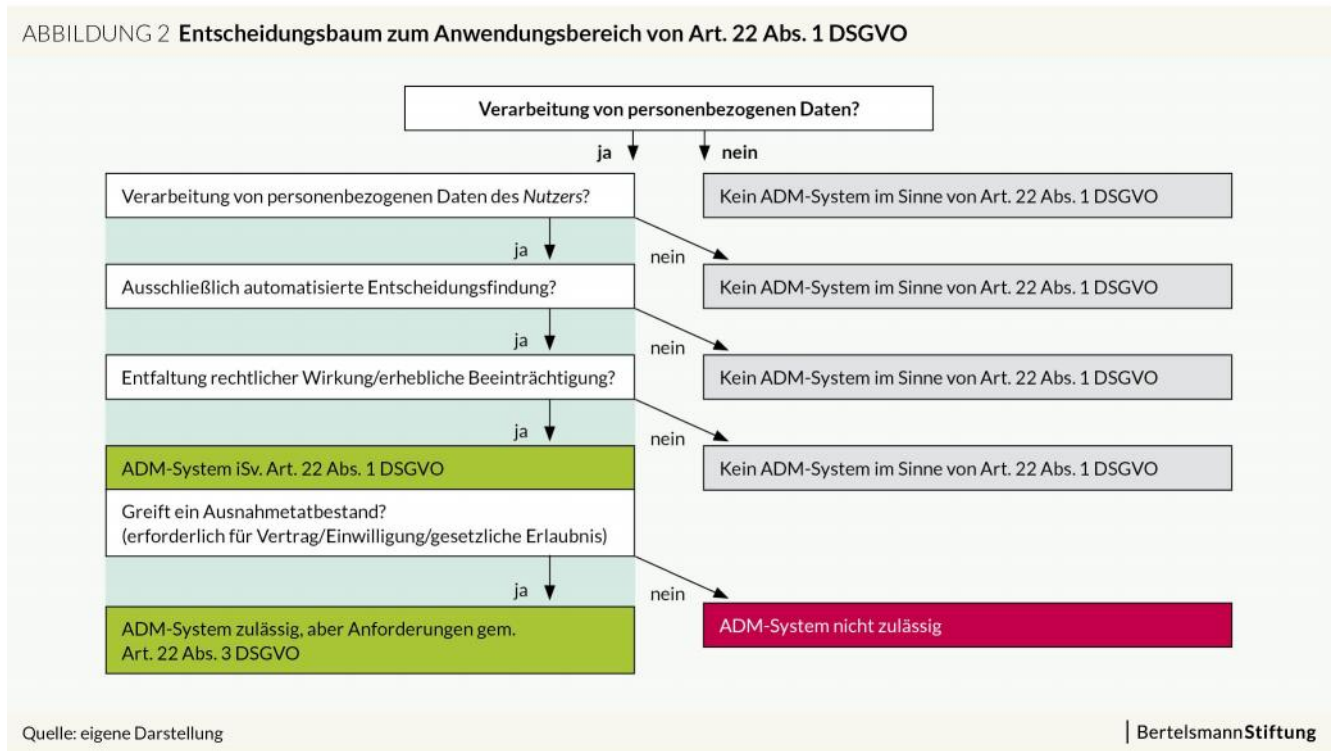 ABBILDUNG 2 Entscheidungsbaum zum Anwendungsbereich von Art. 22 Abs. 1 DSGVO
Verarbeitung von personenbezogenen Daten?
ja nein
Verarbeitung von personenbezogenen Daten des Nutzers?
Kein ADM-System im Sinne von Art. 22 Abs. 1 DSGVO
ja nein
Ausschließlich automatisierte Entscheidungsfindung?
Kein ADM-System im Sinne von Art. 22 Abs. 1 DSGVO
ja nein
Entfaltung rechtlicher Wirkung/erhebliche Beeinträchtigung?
Kein ADM-System im Sinne von Art. 22 Abs. 1 DSGVO
ja nein
ADM-System iSv. Art. 22 Abs. 1 DSGVO
Kein ADM-System im Sinne von Art. 22 Abs. 1 DSGVO
Greift ein Ausnahmetatbestand?
(erforderlich für Vertrag/Einwilligung/gesetzliche Erlaubnis)
ja nein
ADM-System zulässig, aber Anforderungen gem.
Art. 22 Abs. 3 DSGVO
ADM-System nicht zulässig
Quelle: eigene Darstellung
BertelsmannStiftung